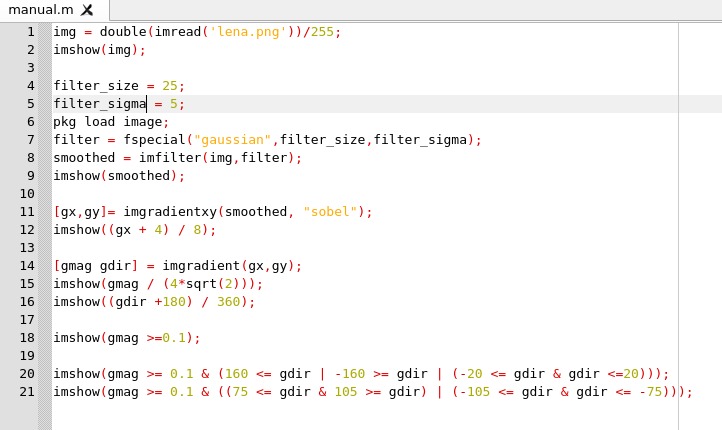 manual.m
1 img = double(imread('lena.png'))/255;
2 imshow(img);
3
4 filter_size = 25;
5 filter_sigma = 5;
6 pkg load image;
7 filter = fspecial("gaussian",filter_size,filter_sigma);
8 smoothed = imfilter(img,filter);
9 imshow(smoothed);
10
11 [gx,gy]= imgradientxy(smoothed, "sobel");
12 imshow((gx + 4) / 8);
13
14 [gmag gdir] = imgradient(gx,gy);
15 imshow(gmag / (4*sqrt(2)));
16 imshow((gdir +180) / 360);
17
18 imshow(gmag >=0.1);
19
20 imshow(gmag >= 0.1 & (160 <= gdir | -160 >= gdir | (-20 <= gdir & gdir <=20)));
21 imshow(gmag >= 0.1 & ((75 <= gdir & 105 >= gdir) | (-105 <= gdir & gdir <= -75)));